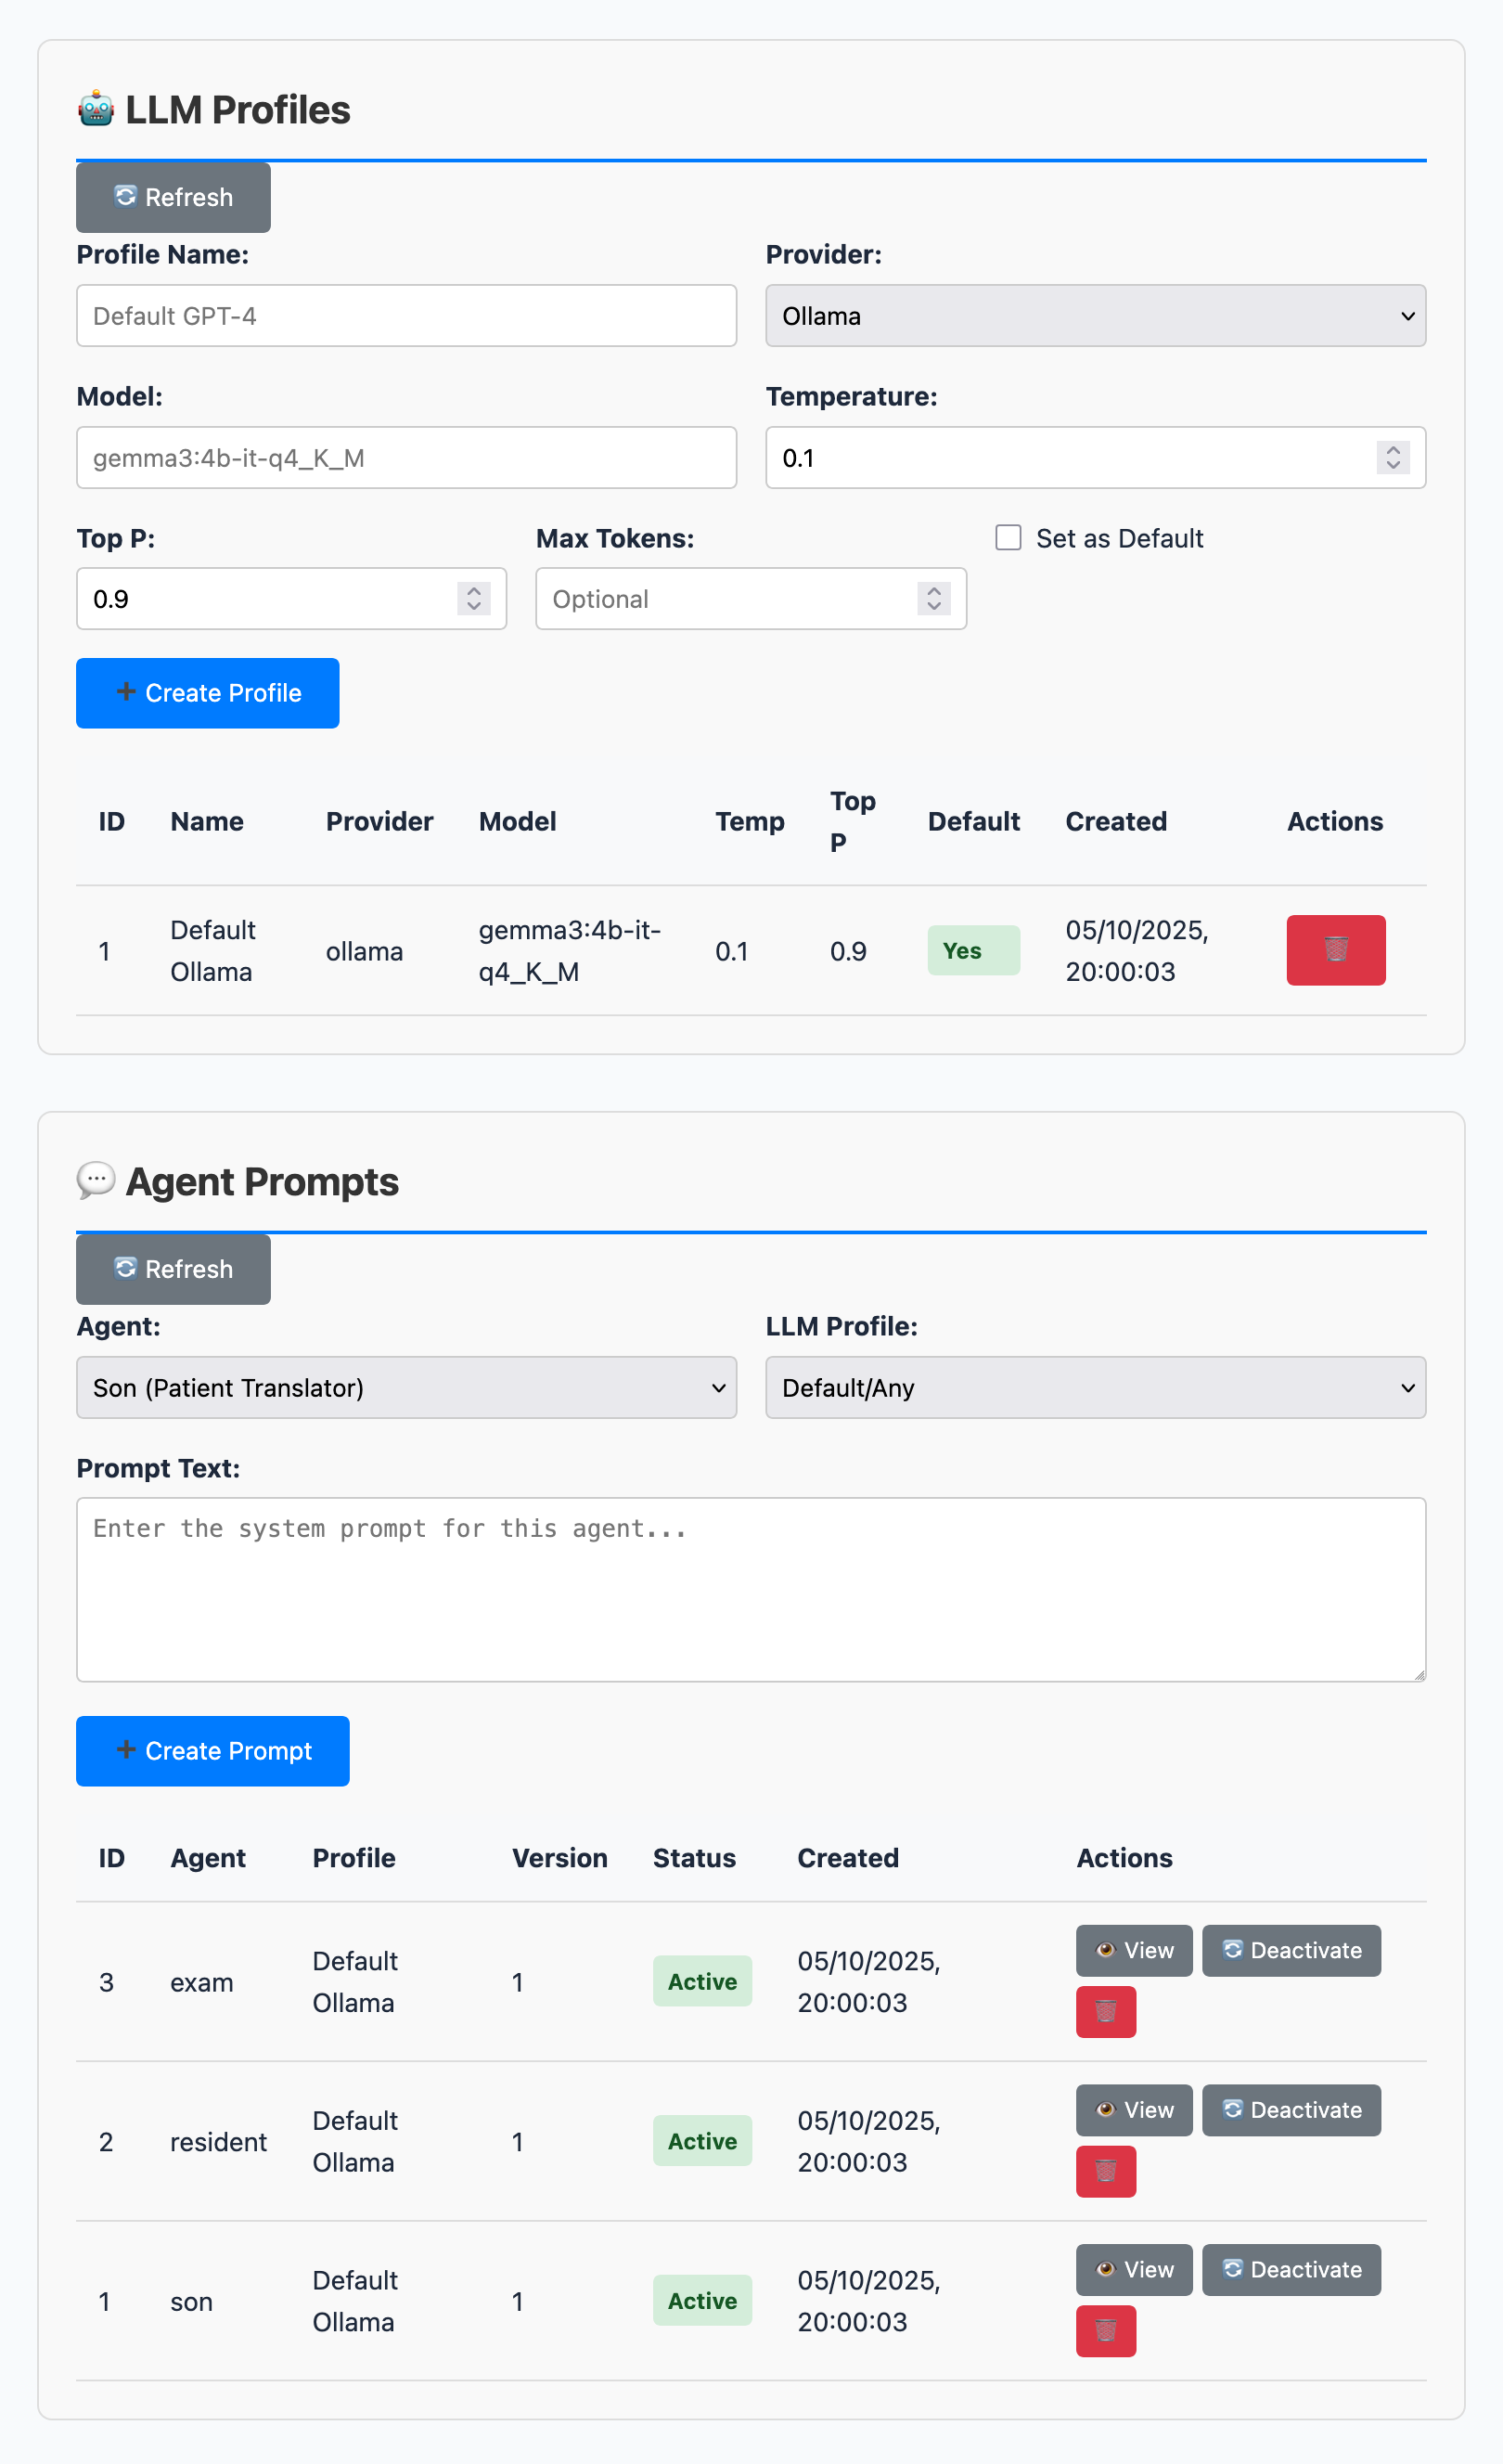 🤖 LLM Profiles
🔄 Refresh
Profile Name:
Provider:
Default GPT-4
Ollama
Model:
Temperature:
gemma3:4b-it-q4_K_M
0.1
Top P:
Max Tokens:
Set as Default
0.9
Optional
➕ Create Profile
ID Name Provider Model Temp Top P Default Created Actions
1 Default Ollama ollama gemma3:4b-it-q4_K_M 0.1 0.9 Yes 05/10/2025, 20:00:03 🗑️
💬 Agent Prompts
🔄 Refresh
Agent:
LLM Profile:
Son (Patient Translator)
Default/Any
Prompt Text:
Enter the system prompt for this agent...
➕ Create Prompt
ID Agent Profile Version Status Created Actions
3 exam Default Ollama 1 Active 05/10/2025, 20:00:03 👁️ View 🔄 Deactivate 🗑️
2 resident Default Ollama 1 Active 05/10/2025, 20:00:03 👁️ View 🔄 Deactivate 🗑️
1 son Default Ollama 1 Active 05/10/2025, 20:00:03 👁️ View 🔄 Deactivate 🗑️